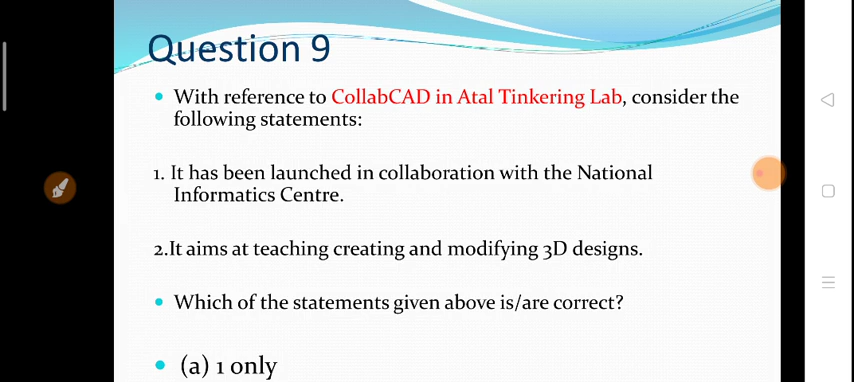 Question 9
• With reference to CollabCAD in Atal Tinkering Lab, consider the
following statements:
1. It has been launched in collaboration with the National
Informatics Centre.
2.It aims at teaching creating and modifying 3D designs.
• Which of the statements given above is/are correct?
• (a) 1 only